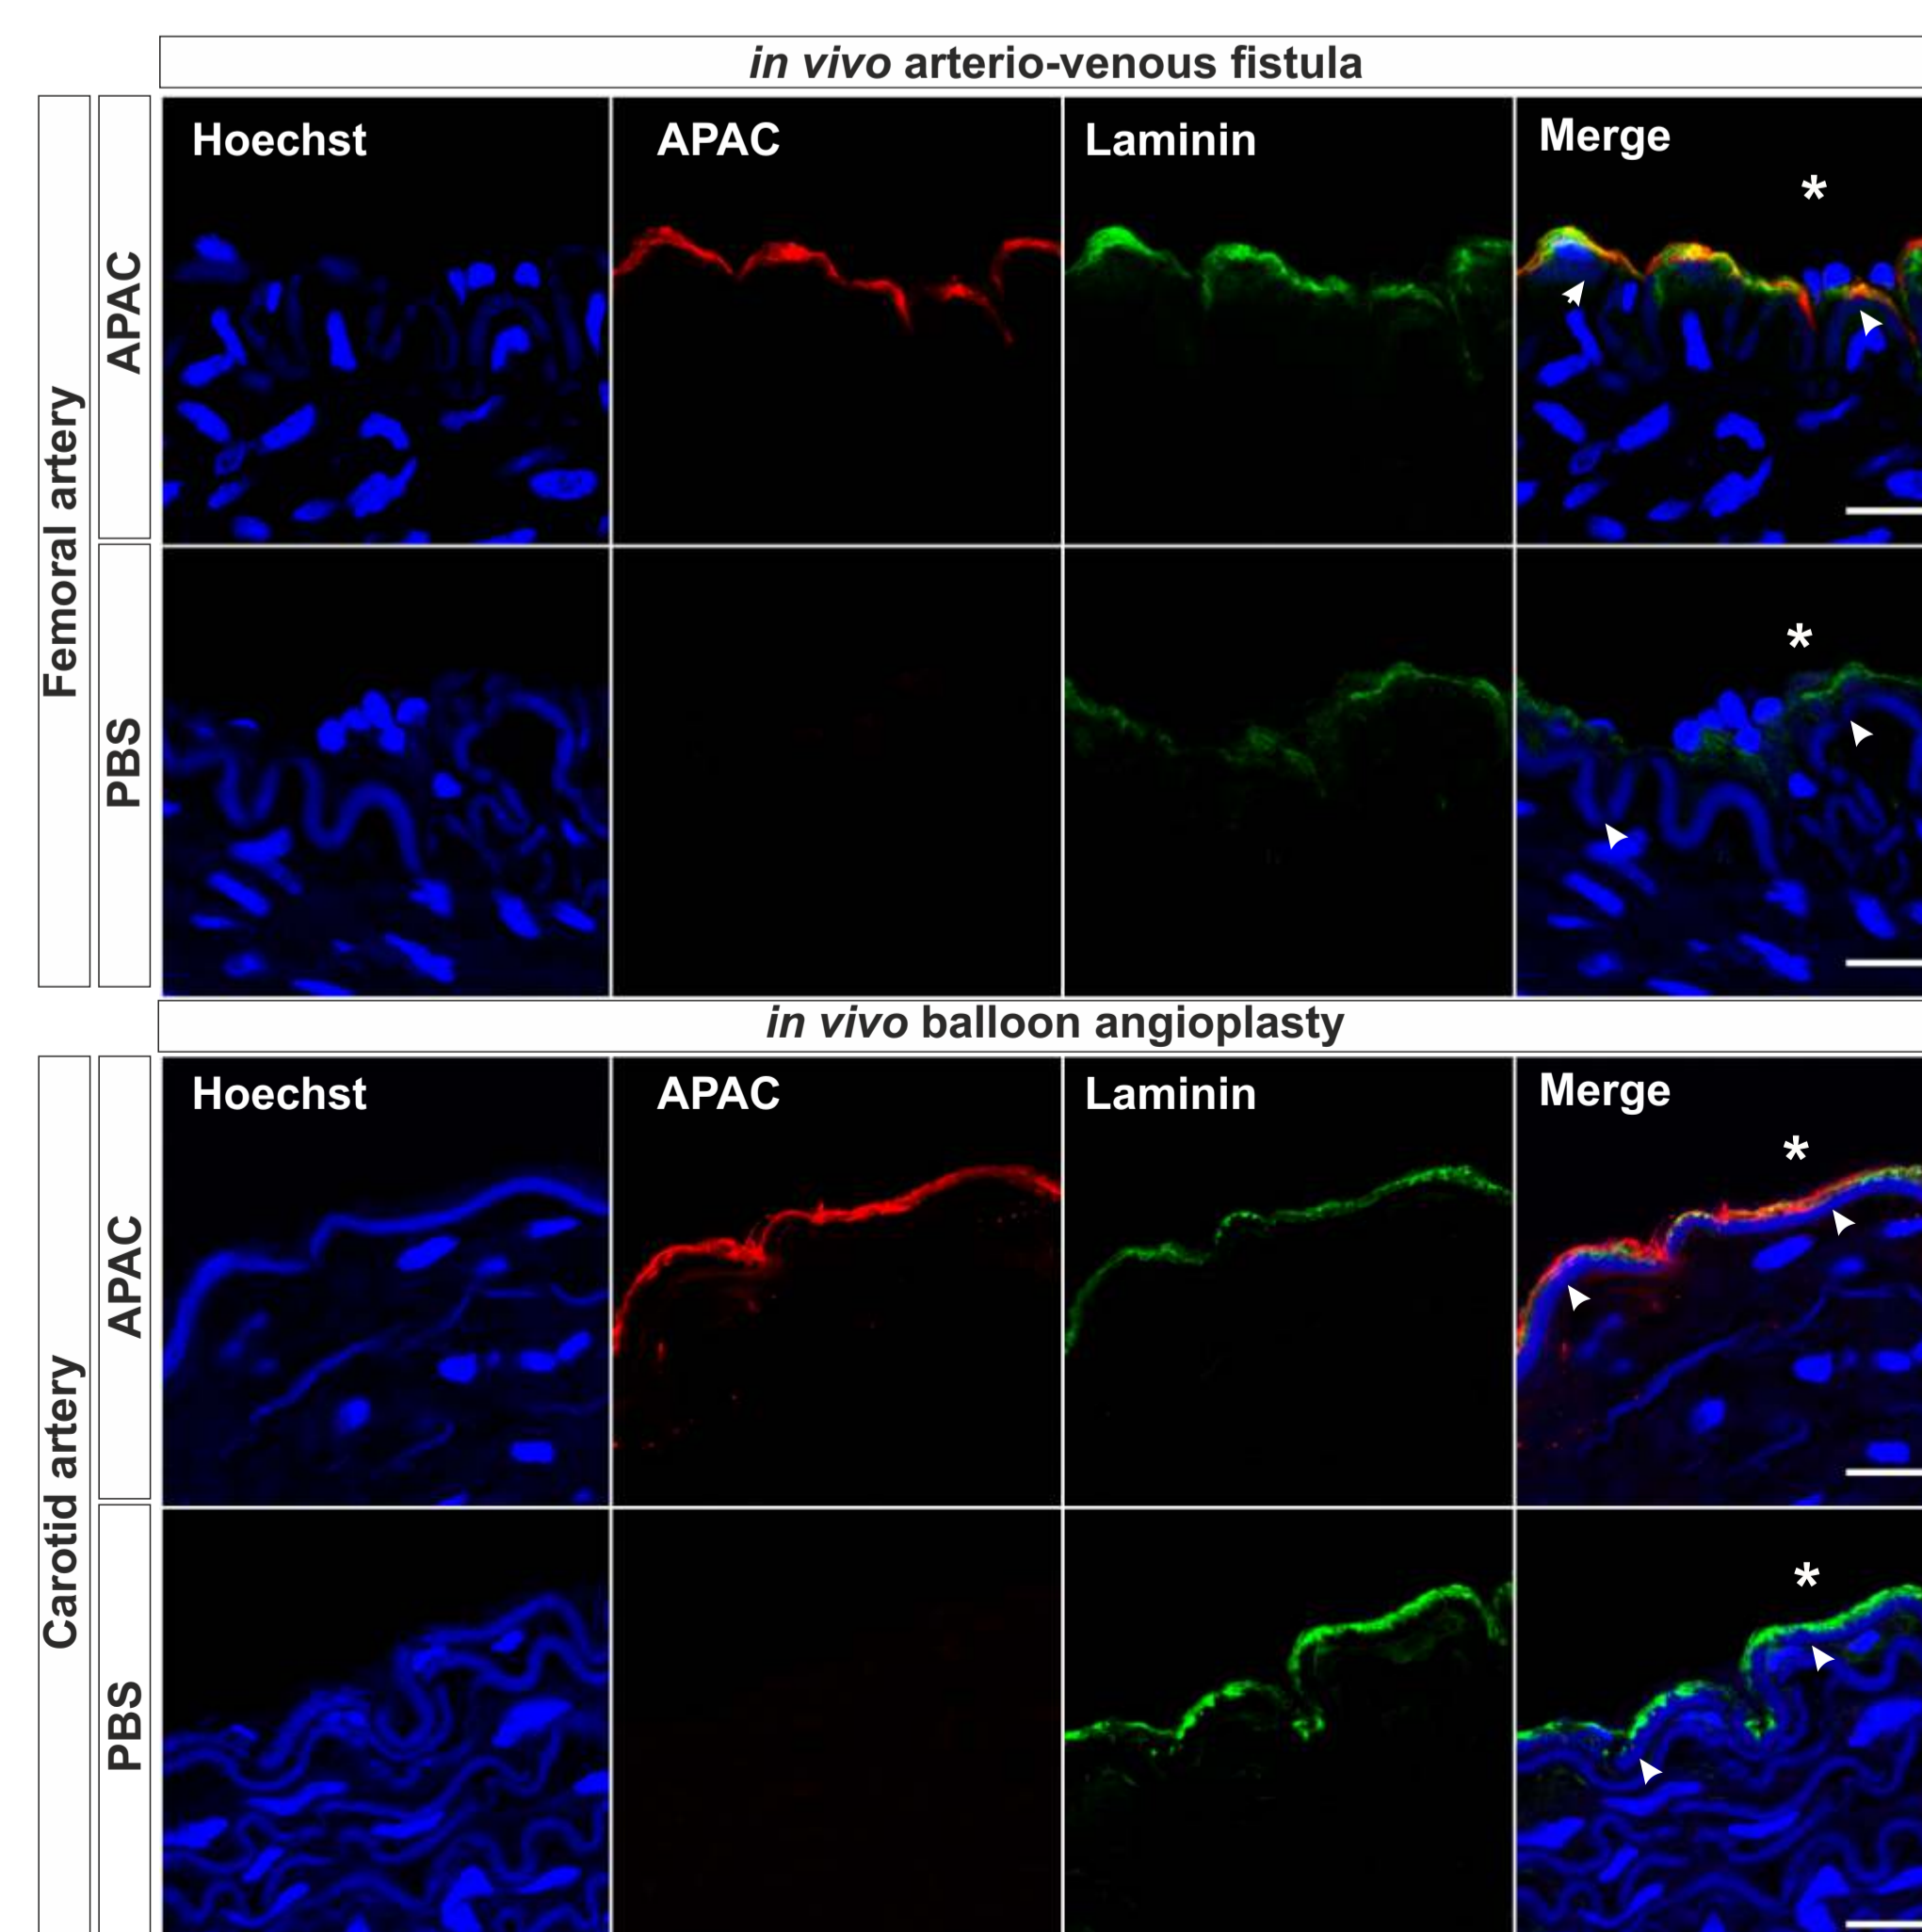 in vivo arterio-venous fistula
Femoral artery
APAC
Hoechst
APAC
Laminin
Merge
*
PBS
*
in vivo balloon angioplasty
Carotid artery
APAC
Hoechst
APAC
Laminin
Merge
*
PBS
*